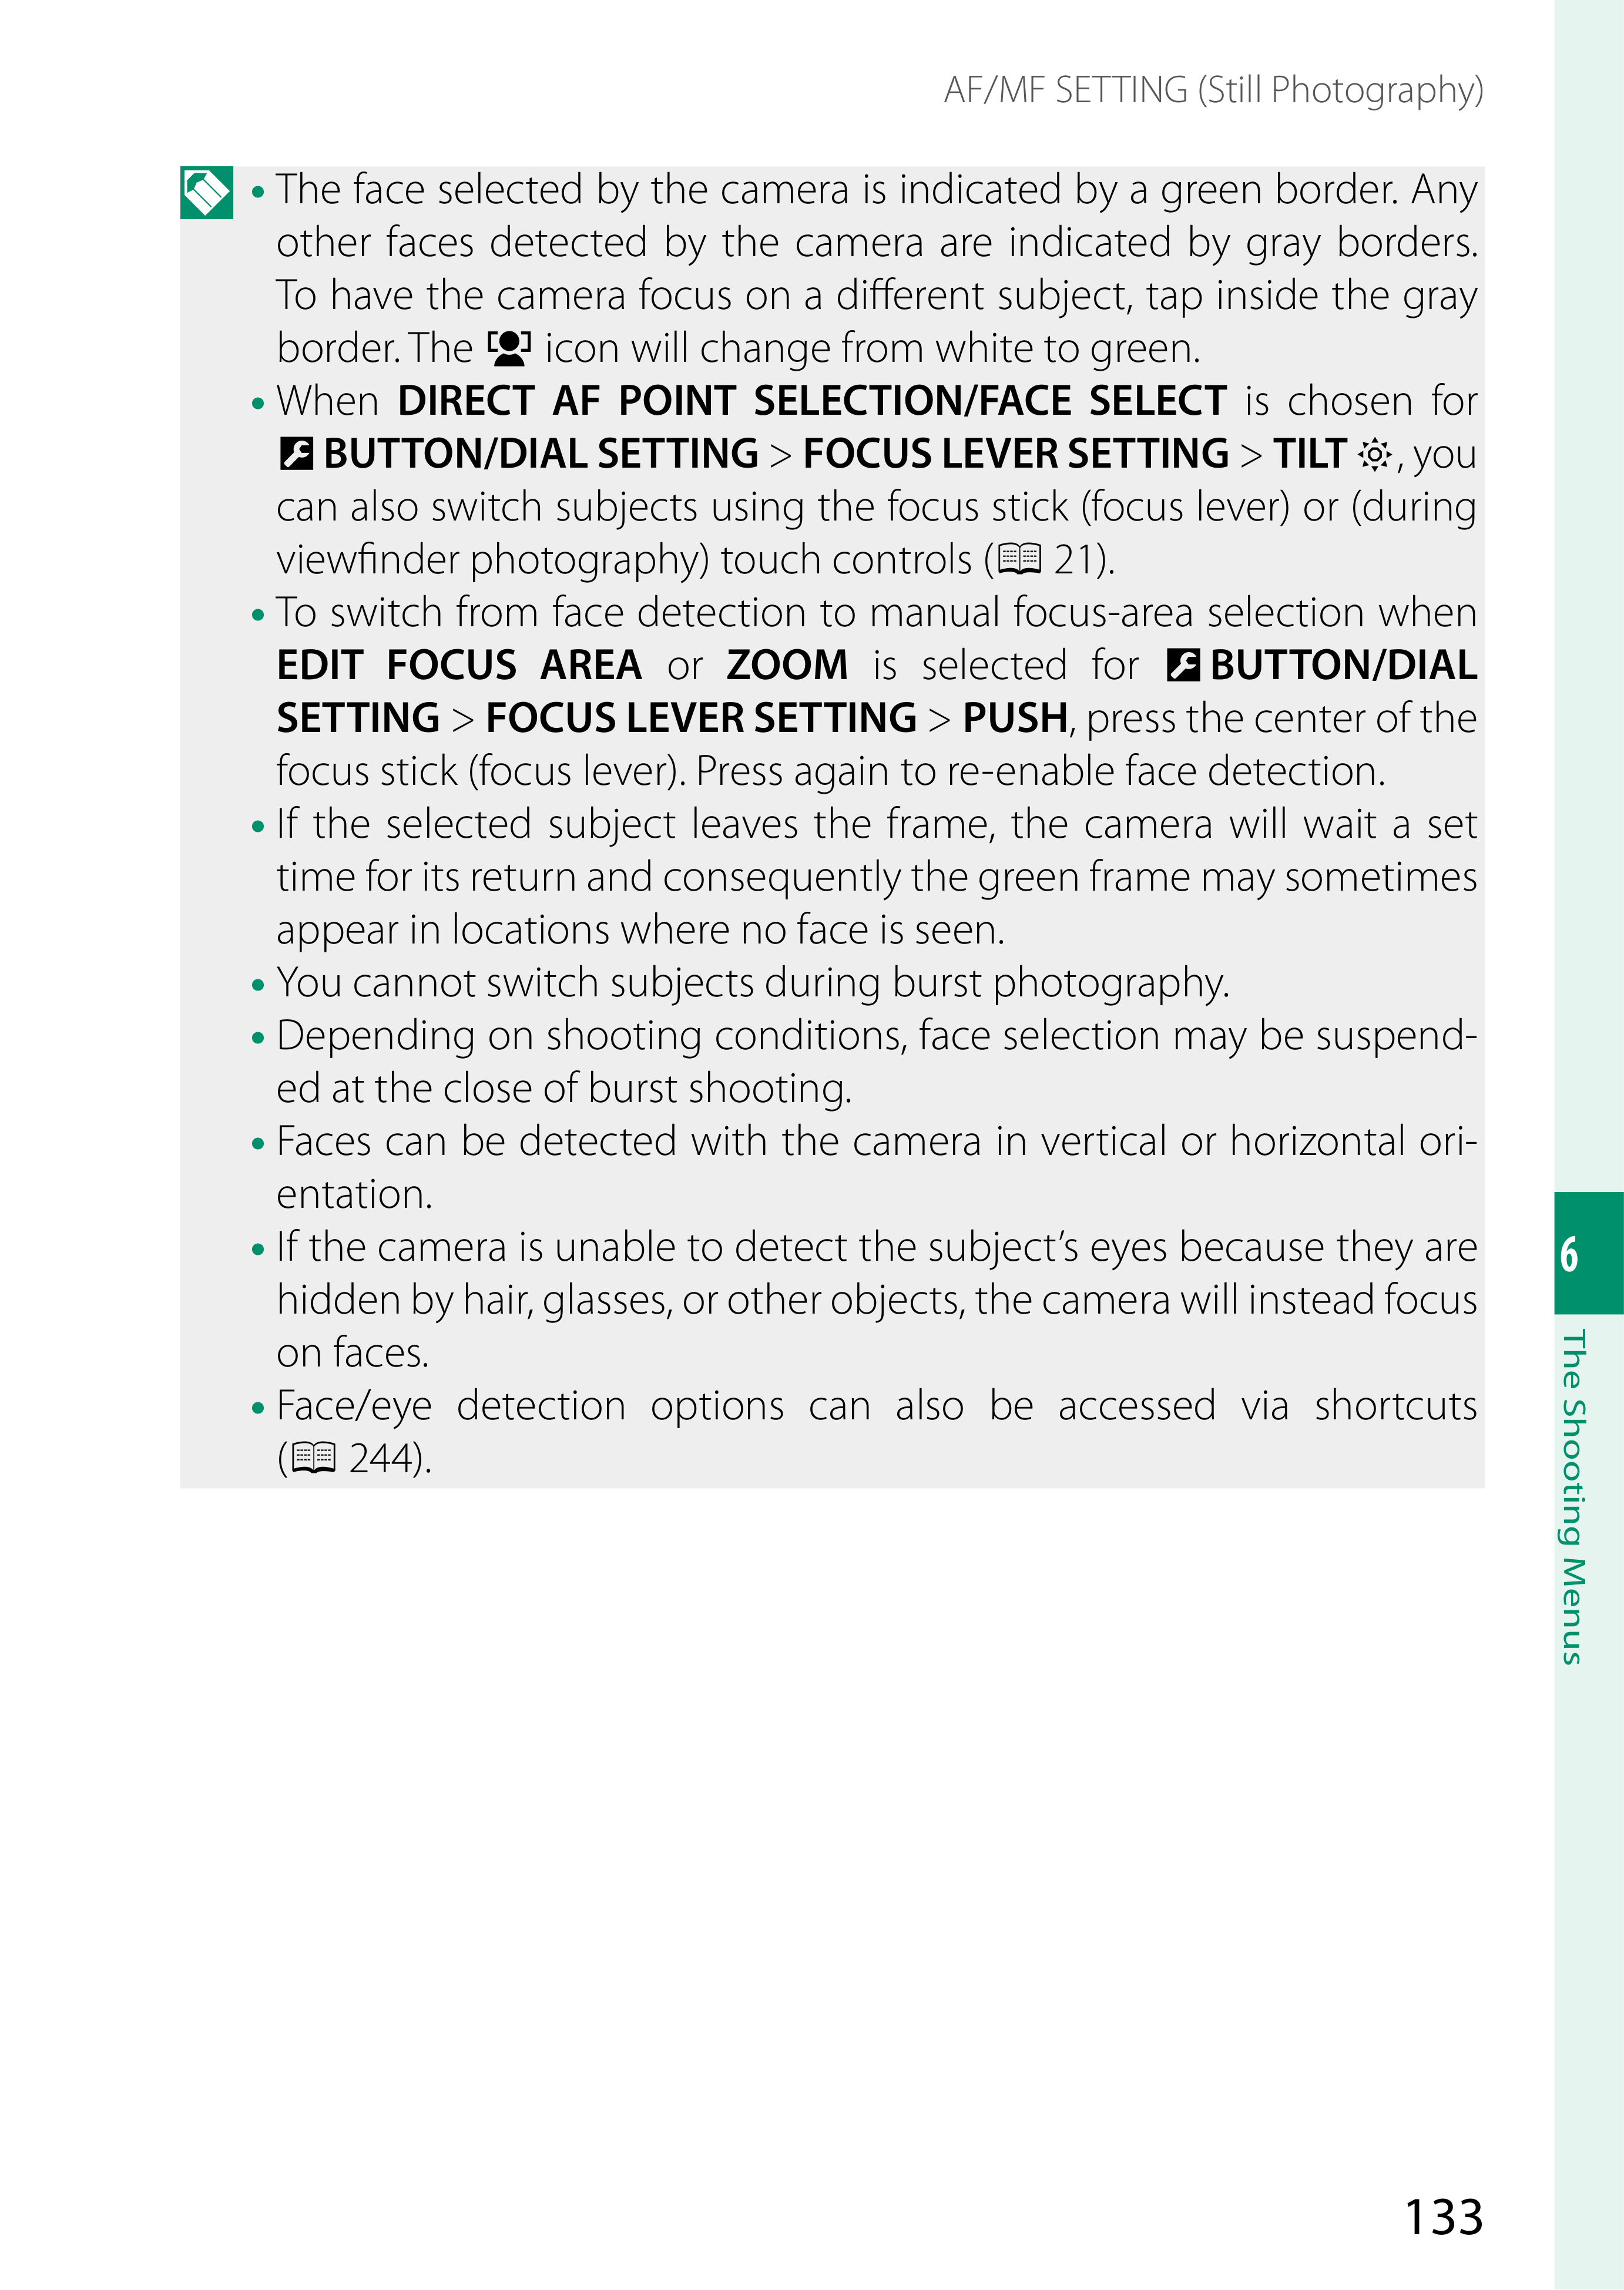 AF/MF SETTING (Still Photography)
• The face selected by the camera is indicated by a green border. Any
other faces detected by the camera are indicated by gray borders.
To have the camera focus on a different subject, tap inside the gray
border. The icon will change from white to green.
• When DIRECT AF POINT SELECTION/FACE SELECT is chosen for
BUTTON/DIAL SETTING > FOCUS LEVER SETTING > TILT , you
can also switch subjects using the focus stick (focus lever) or (during
viewfinder photography) touch controls ( 21).
• To switch from face detection to manual focus-area selection when
EDIT FOCUS AREA or ZOOM is selected for BUTTON/DIAL
SETTING > FOCUS LEVER SETTING > PUSH, press the center of the
focus stick (focus lever). Press again to re-enable face detection.
• If the selected subject leaves the frame, the camera will wait a set
time for its return and consequently the green frame may sometimes
appear in locations where no face is seen.
• You cannot switch subjects during burst photography.
• Depending on shooting conditions, face selection may be suspend-
ed at the close of burst shooting.
• Faces can be detected with the camera in vertical or horizontal ori-
entation.
• If the camera is unable to detect the subject’s eyes because they are
hidden by hair, glasses, or other objects, the camera will instead focus
on faces.
• Face/eye detection options can also be accessed via shortcuts
( 244).
6
The Shooting Menus
133